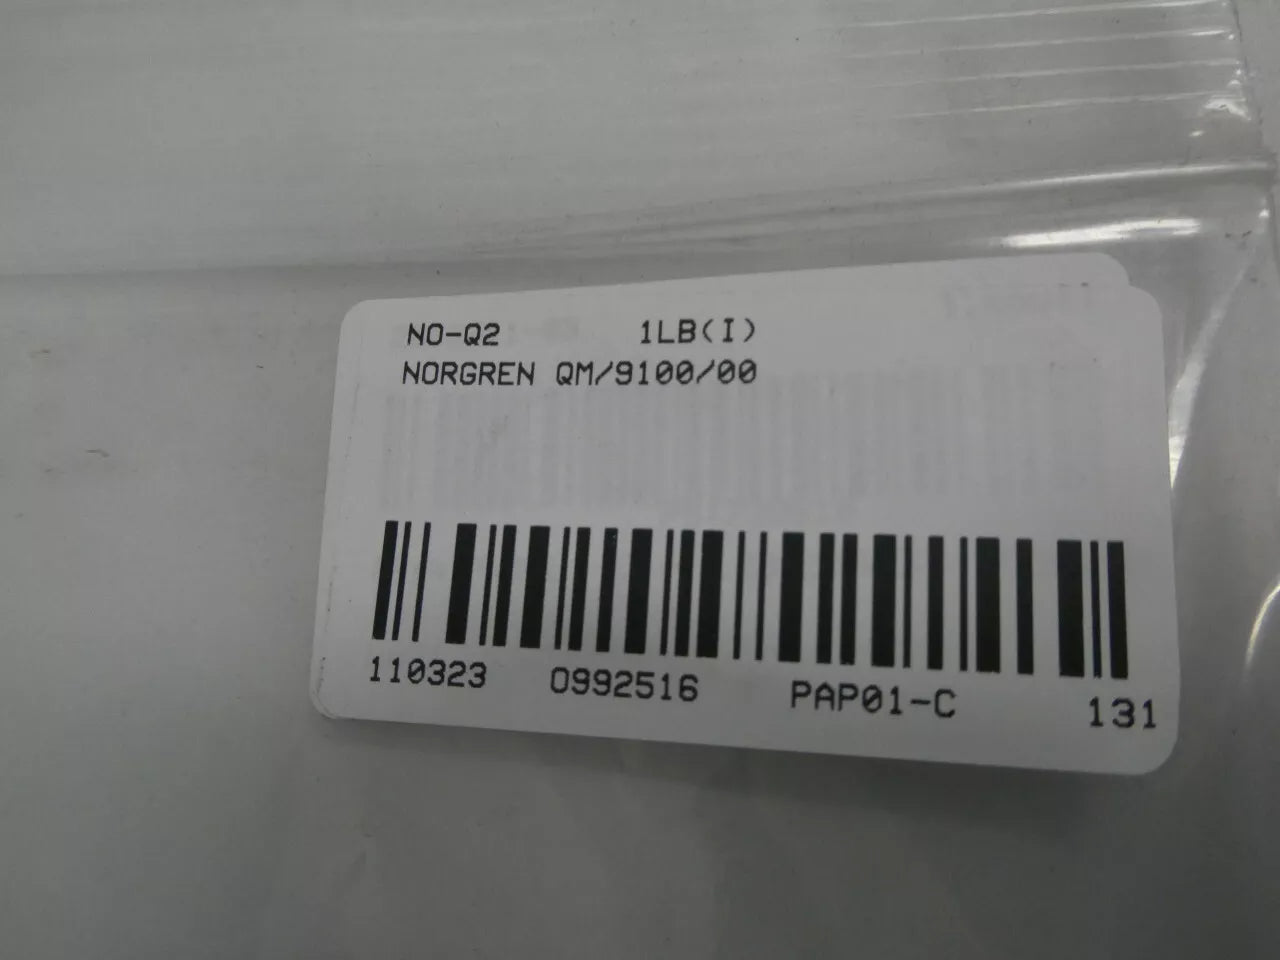 NO-Q2 1LB(I)
NORGREN QM/9100/00
110323 0992516 PAP01-C 131